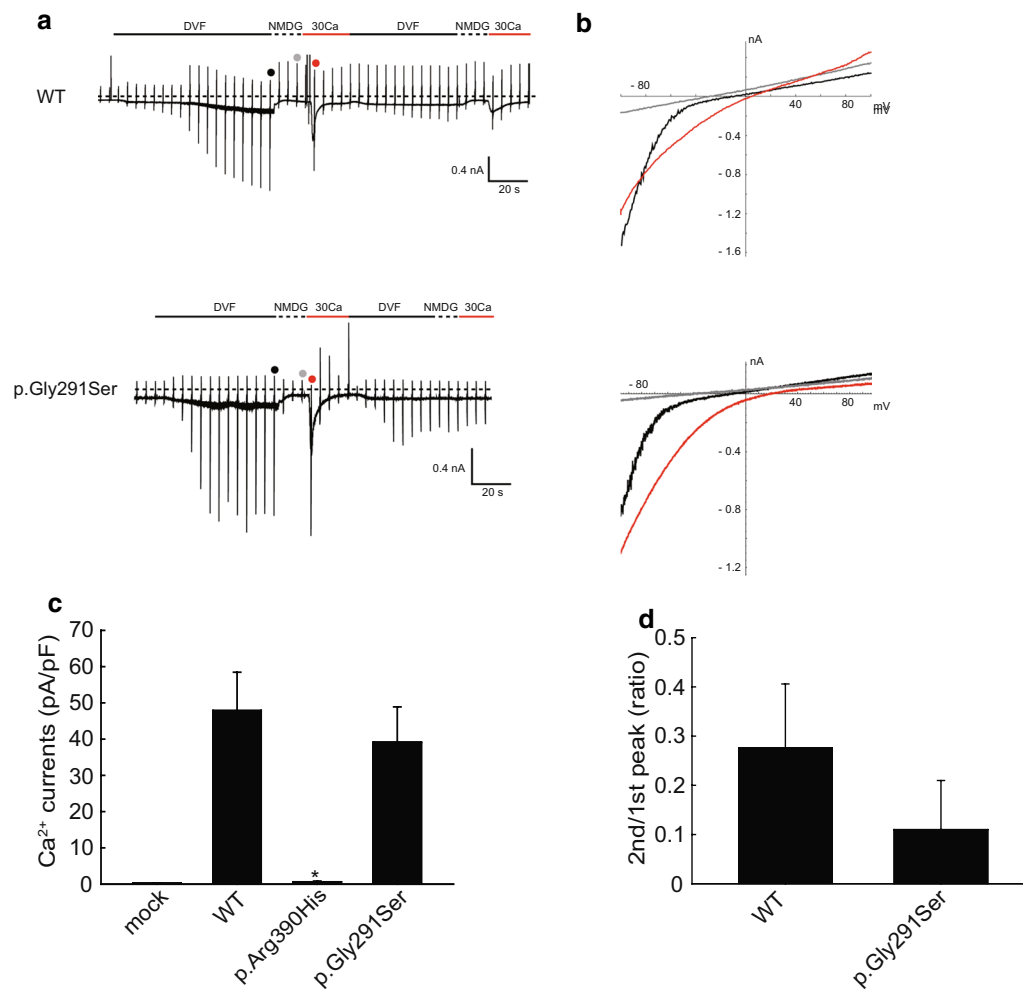 a
DVF NMDG 30Ca DVF NMDG 30Ca
WT
0.4 nA
20 s
b
nA
- 80
40 80
mV
- 0.4
- 0.8
- 1.2
- 1.6
DVF NMDG 30Ca DVF NMDG 30Ca
p.Gly291Ser
0.4 nA
20 s
nA
- 80
40 80
mV
- 0.4
- 0.8
- 1.2
c
Ca²⁺ currents (pA/pF)
70
60
50
40
30
20
10
0
*
mock WT p.Arg390His p.Gly291Ser
d
2nd/1st peak (ratio)
0.5
0.4
0.3
0.2
0.1
0
WT p.Gly291Ser